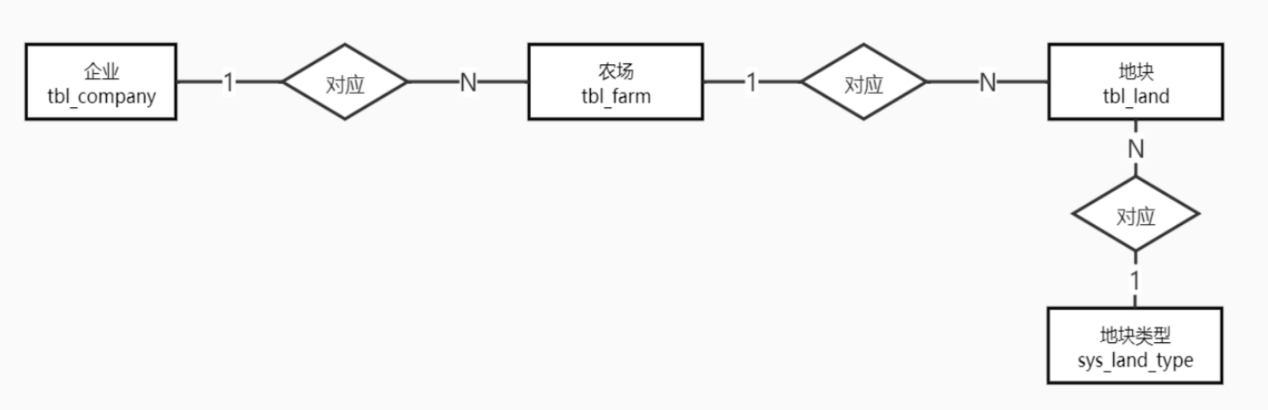 企业
tbl_company
1
对应
N
农场
tbl_farm
1
对应
N
地块
tbl_land
N
对应
1
地块类型
sys_land_type